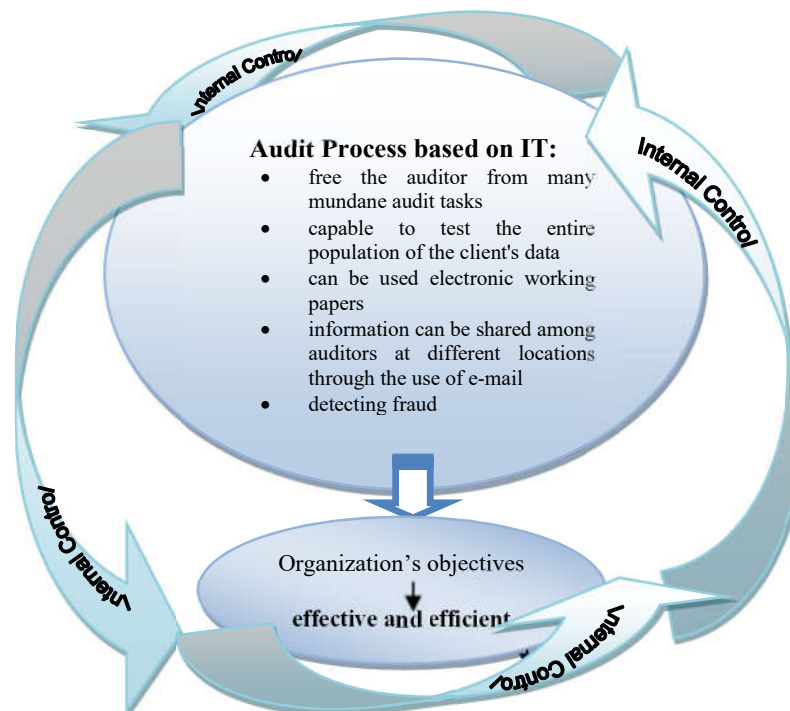 Internal Control
Internal Control
Audit Process based on IT:
• free the auditor from many
mundane audit tasks
• capable to test the entire
population of the client's data
• can be used electronic working
papers
• information can be shared among
auditors at different locations
through the use of e-mail
• detecting fraud
Internal Control
Organization’s objectives
effective and efficient
Internal Control